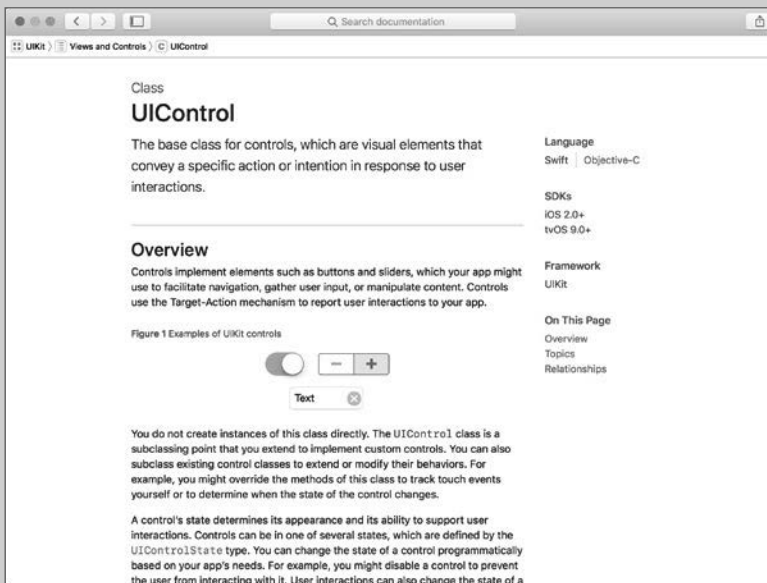 Search documentation
UIKit Views and Controls C UIControl
Class
UIControl
The base class for controls, which are visual elements that
convey a specific action or intention in response to user
interactions.
Language
Swift | Objective-C
SDKs
iOS 2.0+
tvOS 9.0+
Framework
UIKit
On This Page
Overview
Topics
Relationships
Overview
Controls implement elements such as buttons and sliders, which your app might
use to facilitate navigation, gather user input, or manipulate content. Controls
use the Target-Action mechanism to report user interactions to your app.
Figure 1 Examples of UIKit controls
− +
Text
You do not create instances of this class directly. The UIControl class is a
subclassing point that you extend to implement custom controls. You can also
subclass existing control classes to extend or modify their behaviors. For
example, you might override the methods of this class to track touch events
yourself or to determine when the state of the control changes.
A control's state determines its appearance and its ability to support user
interactions. Controls can be in one of several states, which are defined by the
UIControlState type. You can change the state of a control programmatically
based on your app's needs. For example, you might disable a control to prevent
the user from interacting with it. User interactions can also change the state of a